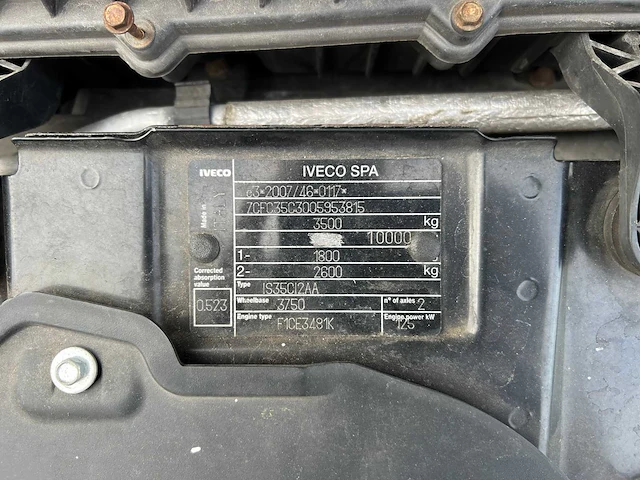 IVECO
IVECO SPA
e3*2007/46*0117*
ZCFC35C3005953815
3500 kg
10000
1- 1800
2- 2600 kg
Type IS35CI2AA
Wheelbase 3750 n° of axles 2
Engine type F1CE3481K Engine power kW 125
Made in
Corrected
absorption
value
0.523